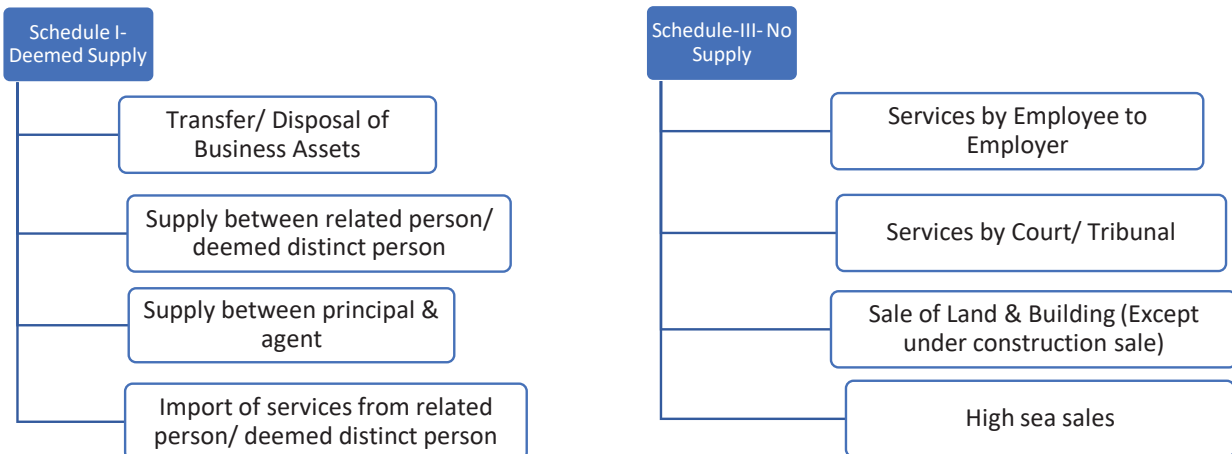 Schedule I-
Deemed Supply
Transfer/ Disposal of
Business Assets
Supply between related person/
deemed distinct person
Supply between principal &
agent
Import of services from related
person/ deemed distinct person
Schedule-III- No
Supply
Services by Employee to
Employer
Services by Court/ Tribunal
Sale of Land & Building (Except
under construction sale)
High sea sales